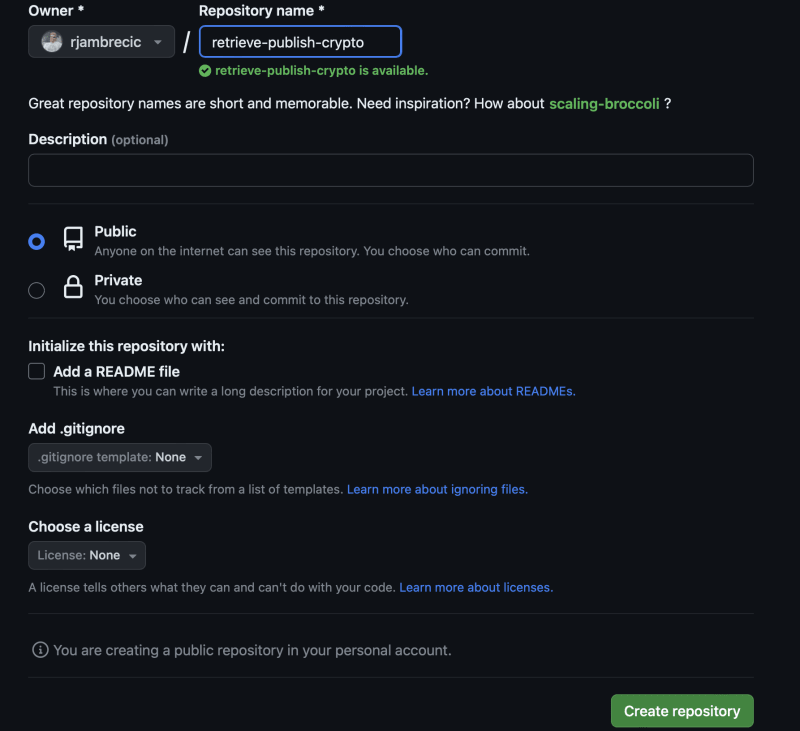 Owner * Repository name *
rjambrecic / retrieve-publish-crypto
retrieve-publish-crypto is available.
Great repository names are short and memorable. Need inspiration? How about scaling-broccoli ?
Description (optional)
Public
Anyone on the internet can see this repository. You choose who can commit.
Private
You choose who can see and commit to this repository.
Initialize this repository with:
Add a README file
This is where you can write a long description for your project. Learn more about READMEs.
Add .gitignore
.gitignore template: None
Choose which files not to track from a list of templates. Learn more about ignoring files.
Choose a license
License: None
A license tells others what they can and can't do with your code. Learn more about licenses.
You are creating a public repository in your personal account.
Create repository